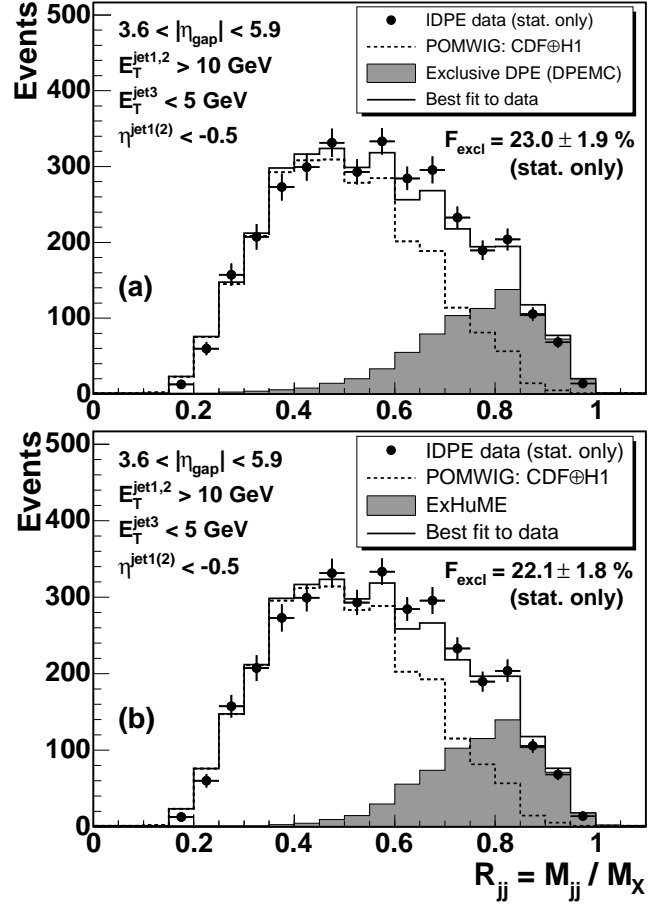 Events
500
400
300
200
100
0
3.6 < |η_gap| < 5.9
E_T^jet1,2 > 10 GeV
E_T^jet3 < 5 GeV
η^jet1(2) < -0.5
IDPE data (stat. only)
POMWIG: CDF⊕H1
Exclusive DPE (DPEMC)
Best fit to data
F_excl = 23.0 ± 1.9 %
(stat. only)
(a)
0 0.2 0.4 0.6 0.8 1
Events
500
400
300
200
100
0
3.6 < |η_gap| < 5.9
E_T^jet1,2 > 10 GeV
E_T^jet3 < 5 GeV
η^jet1(2) < -0.5
IDPE data (stat. only)
POMWIG: CDF⊕H1
ExHuME
Best fit to data
F_excl = 22.1 ± 1.8 %
(stat. only)
(b)
0 0.2 0.4 0.6 0.8 1
R_jj = M_jj / M_X